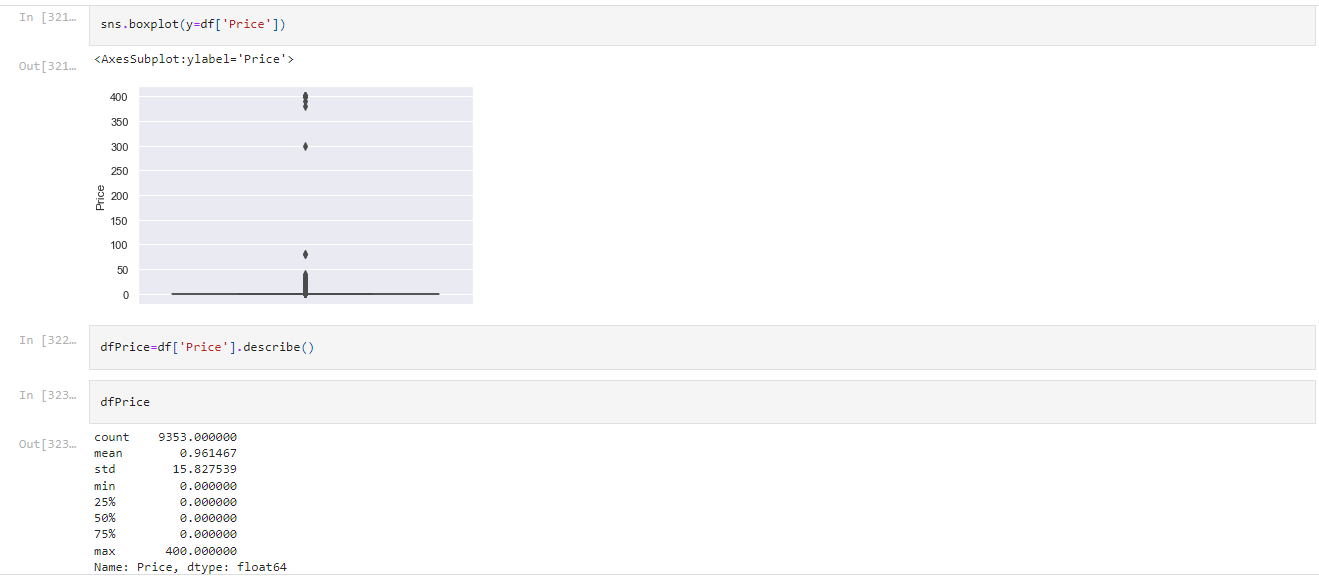 In [321…
sns.boxplot(y=df['Price'])
Out[321…
<AxesSubplot:ylabel='Price'>
400
350
300
250
200
150
100
50
0
Price
In [322…
dfPrice=df['Price'].describe()
In [323…
dfPrice
Out[323…
count    9353.000000
mean        0.961467
std        15.827539
min         0.000000
25%         0.000000
50%         0.000000
75%         0.000000
max       400.000000
Name: Price, dtype: float64